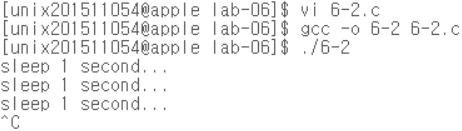 [unix201511054@apple lab-06]$ vi 6-2.c
[unix201511054@apple lab-06]$ gcc -o 6-2 6-2.c
[unix201511054@apple lab-06]$ ./6-2
sleep 1 second...
sleep 1 second...
sleep 1 second...
^C